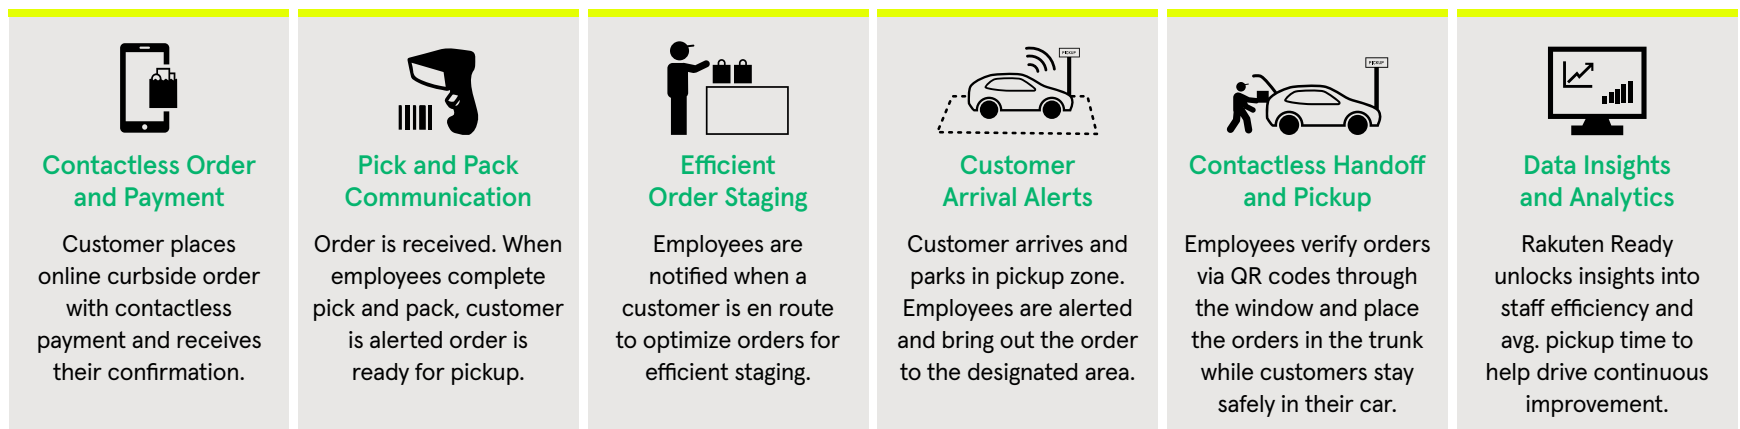 Contactless Order
and Payment
Customer places
online curbside order
with contactless
payment and receives
their confirmation.
Pick and Pack
Communication
Order is received. When
employees complete
pick and pack, customer
is alerted order is
ready for pickup.
Efficient
Order Staging
Employees are
notified when a
customer is en route
to optimize orders for
efficient staging.
PICKUP
Customer
Arrival Alerts
Customer arrives and
parks in pickup zone.
Employees are alerted
and bring out the order
to the designated area.
PICKUP
Contactless Handoff
and Pickup
Employees verify orders
via QR codes through
the window and place
the orders in the trunk
while customers stay
safely in their car.
Data Insights
and Analytics
Rakuten Ready
unlocks insights into
staff efficiency and
avg. pickup time to
help drive continuous
improvement.